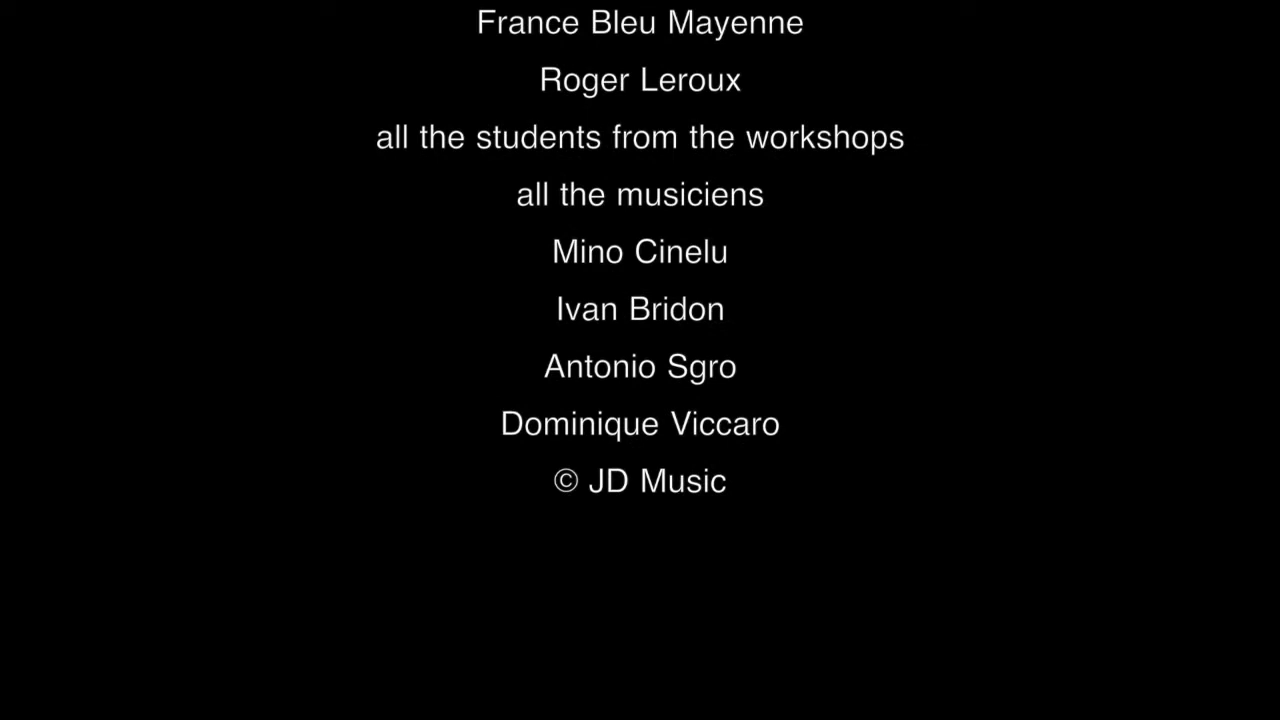 France Bleu Mayenne
Roger Leroux
all the students from the workshops
all the musiciens
Mino Cinelu
Ivan Bridon
Antonio Sgro
Dominique Viccaro
© JD Music